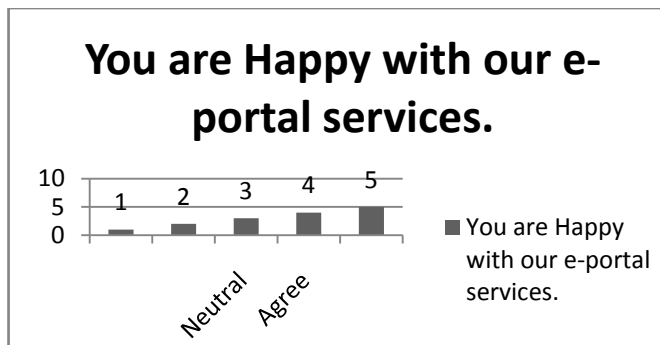 You are Happy with our e-
portal services.
10
5
0
1 2 3 4 5
Neutral
Agree
You are Happy
with our e-portal
services.